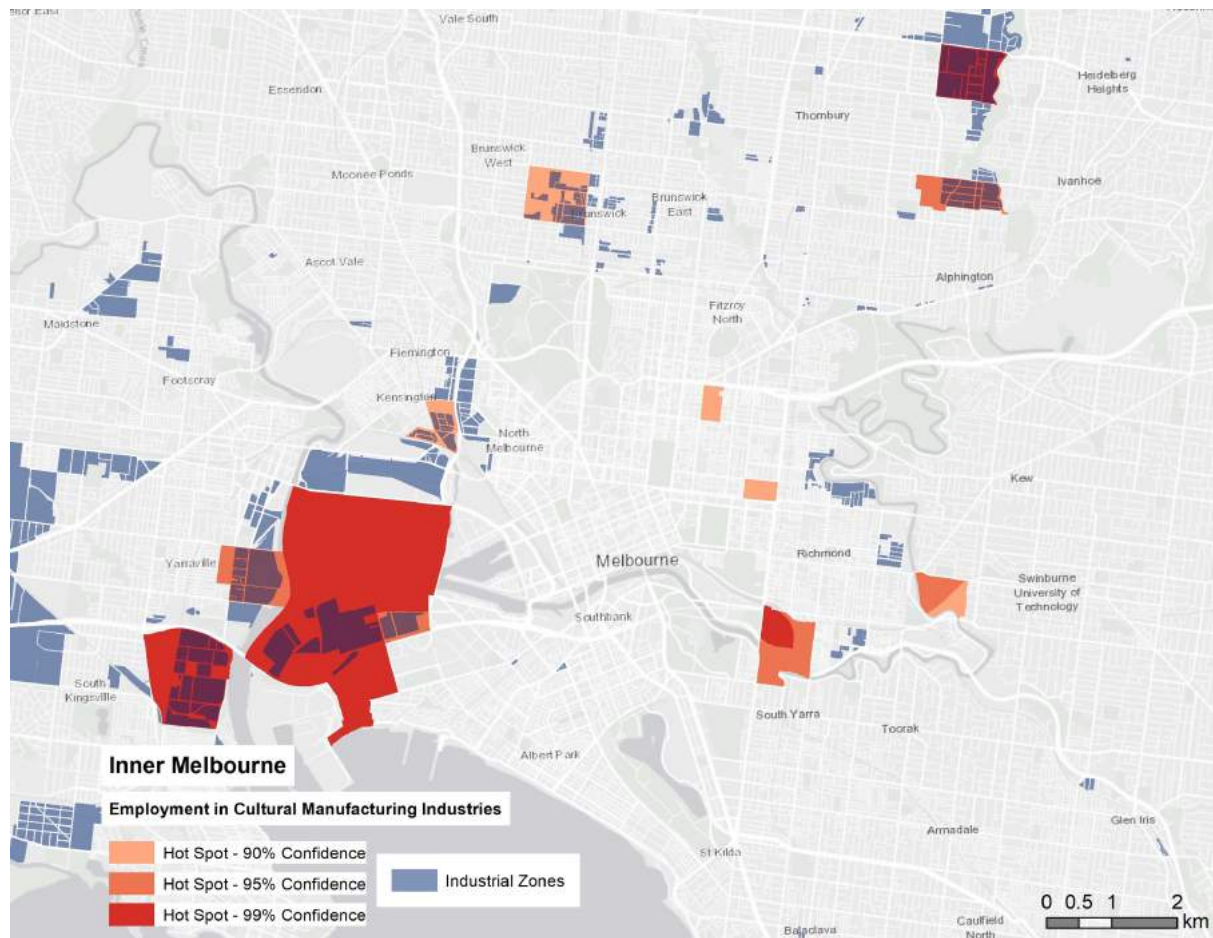 Vale South
Essendon
Heidelberg
Heights
Thornbury
Brunswick
West
Moonee Ponds
Ivanhoe
Brunswick
East
Brunswick
Ascot Vale
Alphington
Fitzroy
North
Maidstone
Flemington
Footscray
Kensington
North
Melbourne
Kew
Yarraville
Melbourne
Richmond
Swinburne
University of
Technology
Southbank
South
Kingsville
South Yarra
Toorak
Albert Park
Inner Melbourne
Employment in Cultural Manufacturing Industries
Hot Spot - 90% Confidence
Hot Spot - 95% Confidence
Hot Spot - 99% Confidence
Industrial Zones
Armadale
Glen Iris
St Kilda
0 0.5 1 2
km
Caulfield
North
Balaclava